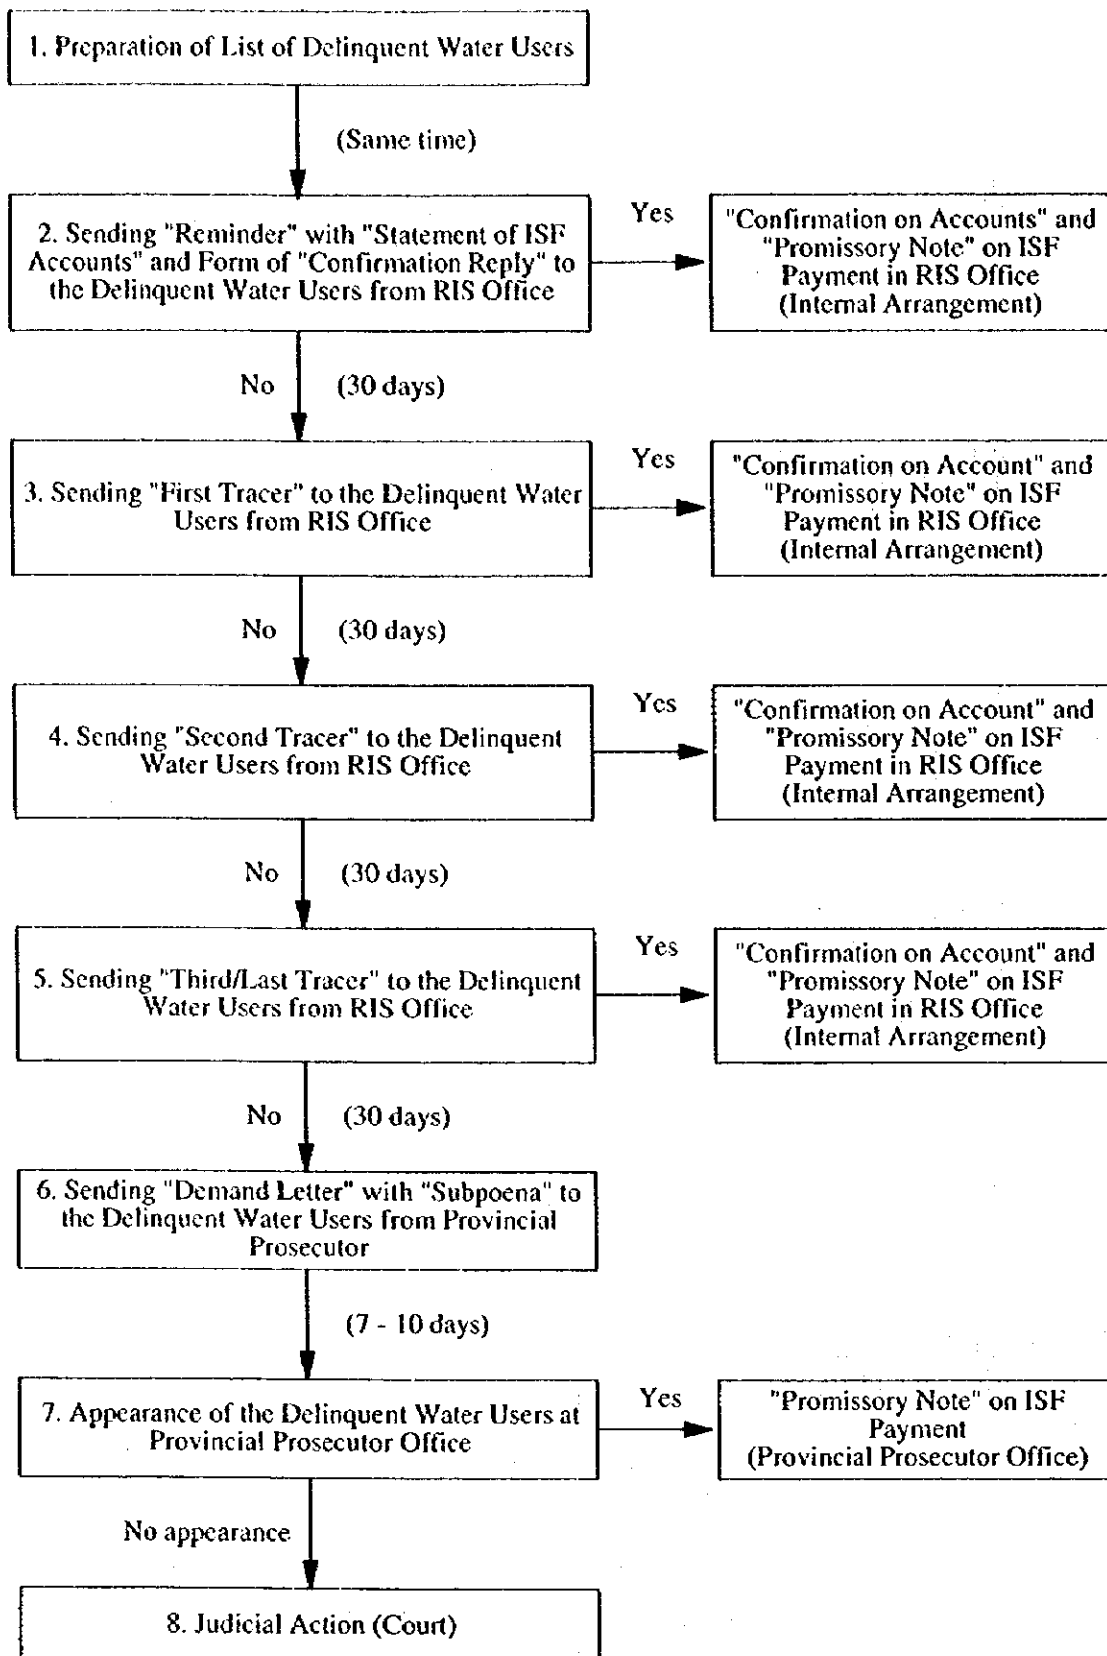 1. Preparation of List of Delinquent Water Users
(Same time)
2. Sending "Reminder" with "Statement of ISF
Accounts" and Form of "Confirmation Reply" to
the Delinquent Water Users from RIS Office
Yes
"Confirmation on Accounts" and
"Promissory Note" on ISF
Payment in RIS Office
(Internal Arrangement)
No
(30 days)
3. Sending "First Tracer" to the Delinquent Water
Users from RIS Office
Yes
"Confirmation on Account" and
"Promissory Note" on ISF
Payment in RIS Office
(Internal Arrangement)
No
(30 days)
4. Sending "Second Tracer" to the Delinquent
Water Users from RIS Office
Yes
"Confirmation on Account" and
"Promissory Note" on ISF
Payment in RIS Office
(Internal Arrangement)
No
(30 days)
5. Sending "Third/Last Tracer" to the Delinquent
Water Users from RIS Office
Yes
"Confirmation on Account" and
"Promissory Note" on ISF
Payment in RIS Office
(Internal Arrangement)
No
(30 days)
6. Sending "Demand Letter" with "Subpoena" to
the Delinquent Water Users from Provincial
Prosecutor
(7 - 10 days)
7. Appearance of the Delinquent Water Users at
Provincial Prosecutor Office
Yes
"Promissory Note" on ISF
Payment
(Provincial Prosecutor Office)
No appearance
8. Judicial Action (Court)